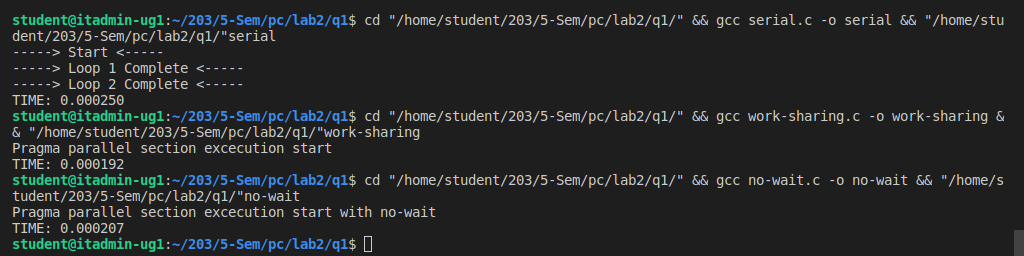 student@itadmin-ug1:~/203/5-Sem/pc/lab2/q1$ cd "/home/student/203/5-Sem/pc/lab2/q1/" && gcc serial.c -o serial && "/home/stu
dent/203/5-Sem/pc/lab2/q1/"serial
-----> Start <-----
-----> Loop 1 Complete <-----
-----> Loop 2 Complete <-----
TIME: 0.000250
student@itadmin-ug1:~/203/5-Sem/pc/lab2/q1$ cd "/home/student/203/5-Sem/pc/lab2/q1/" && gcc work-sharing.c -o work-sharing &
& "/home/student/203/5-Sem/pc/lab2/q1/"work-sharing
Pragma parallel section excecution start
TIME: 0.000192
student@itadmin-ug1:~/203/5-Sem/pc/lab2/q1$ cd "/home/student/203/5-Sem/pc/lab2/q1/" && gcc no-wait.c -o no-wait && "/home/s
tudent/203/5-Sem/pc/lab2/q1/"no-wait
Pragma parallel section excecution start with no-wait
TIME: 0.000207
student@itadmin-ug1:~/203/5-Sem/pc/lab2/q1$